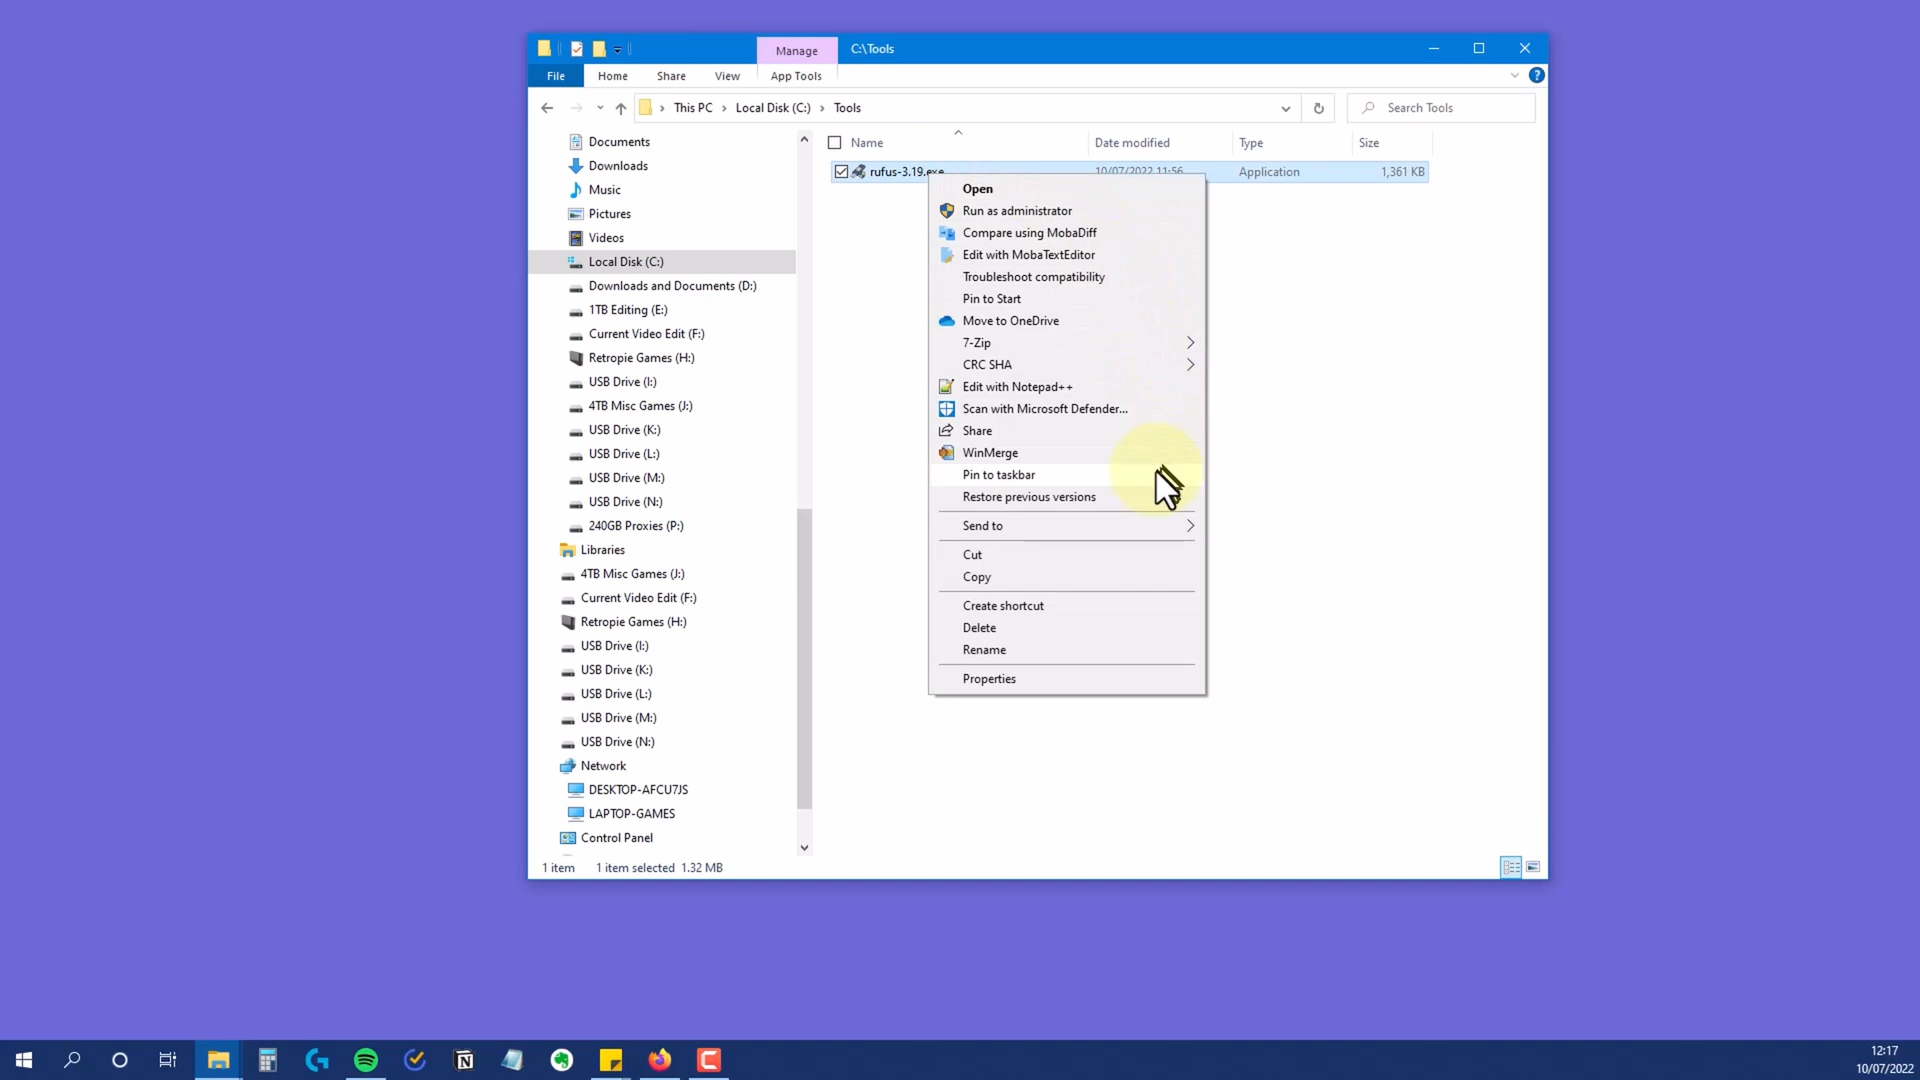 Manage
C:\Tools
File
Home
Share
View
App Tools
This PC
Local Disk (C:)
Tools
Search Tools
Documents
Downloads
Music
Pictures
Videos
Local Disk (C:)
Downloads and Documents (D:)
1TB Editing (E:)
Current Video Edit (F:)
Retropie Games (H:)
USB Drive (I:)
4TB Misc Games (J:)
USB Drive (K:)
USB Drive (L:)
USB Drive (M:)
USB Drive (N:)
240GB Proxies (P:)
Libraries
4TB Misc Games (J:)
Current Video Edit (F:)
Retropie Games (H:)
USB Drive (I:)
USB Drive (K:)
USB Drive (L:)
USB Drive (M:)
USB Drive (N:)
Network
DESKTOP-AFCU7JS
LAPTOP-GAMES
Control Panel
Name
Date modified
Type
Size
rufus-3.19.exe
10/07/2022 11:56
Application
1,361 KB
Open
Run as administrator
Compare using MobaDiff
Edit with MobaTextEditor
Troubleshoot compatibility
Pin to Start
Move to OneDrive
7-Zip
CRC SHA
Edit with Notepad++
Scan with Microsoft Defender...
Share
WinMerge
Pin to taskbar
Restore previous versions
Send to
Cut
Copy
Create shortcut
Delete
Rename
Properties
1 item
1 item selected 1.32 MB
12:17
10/07/2022